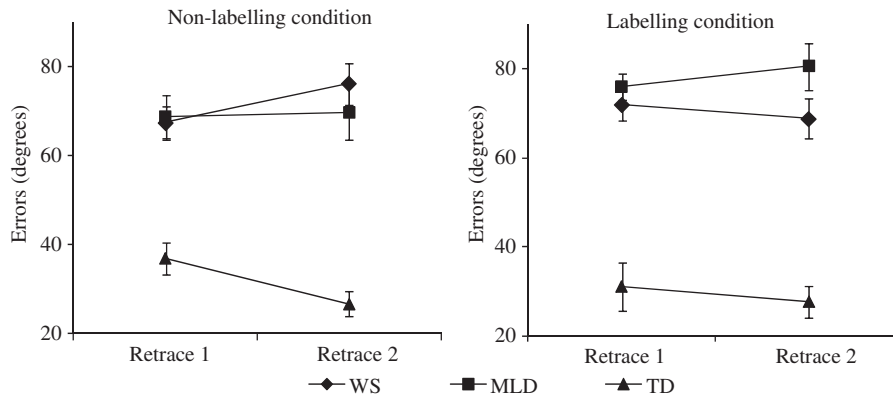 Non-labelling condition
80
60
40
20
Errors (degrees)
Retrace 1 Retrace 2
Labelling condition
80
60
40
20
Errors (degrees)
Retrace 1 Retrace 2
WS MLD TD